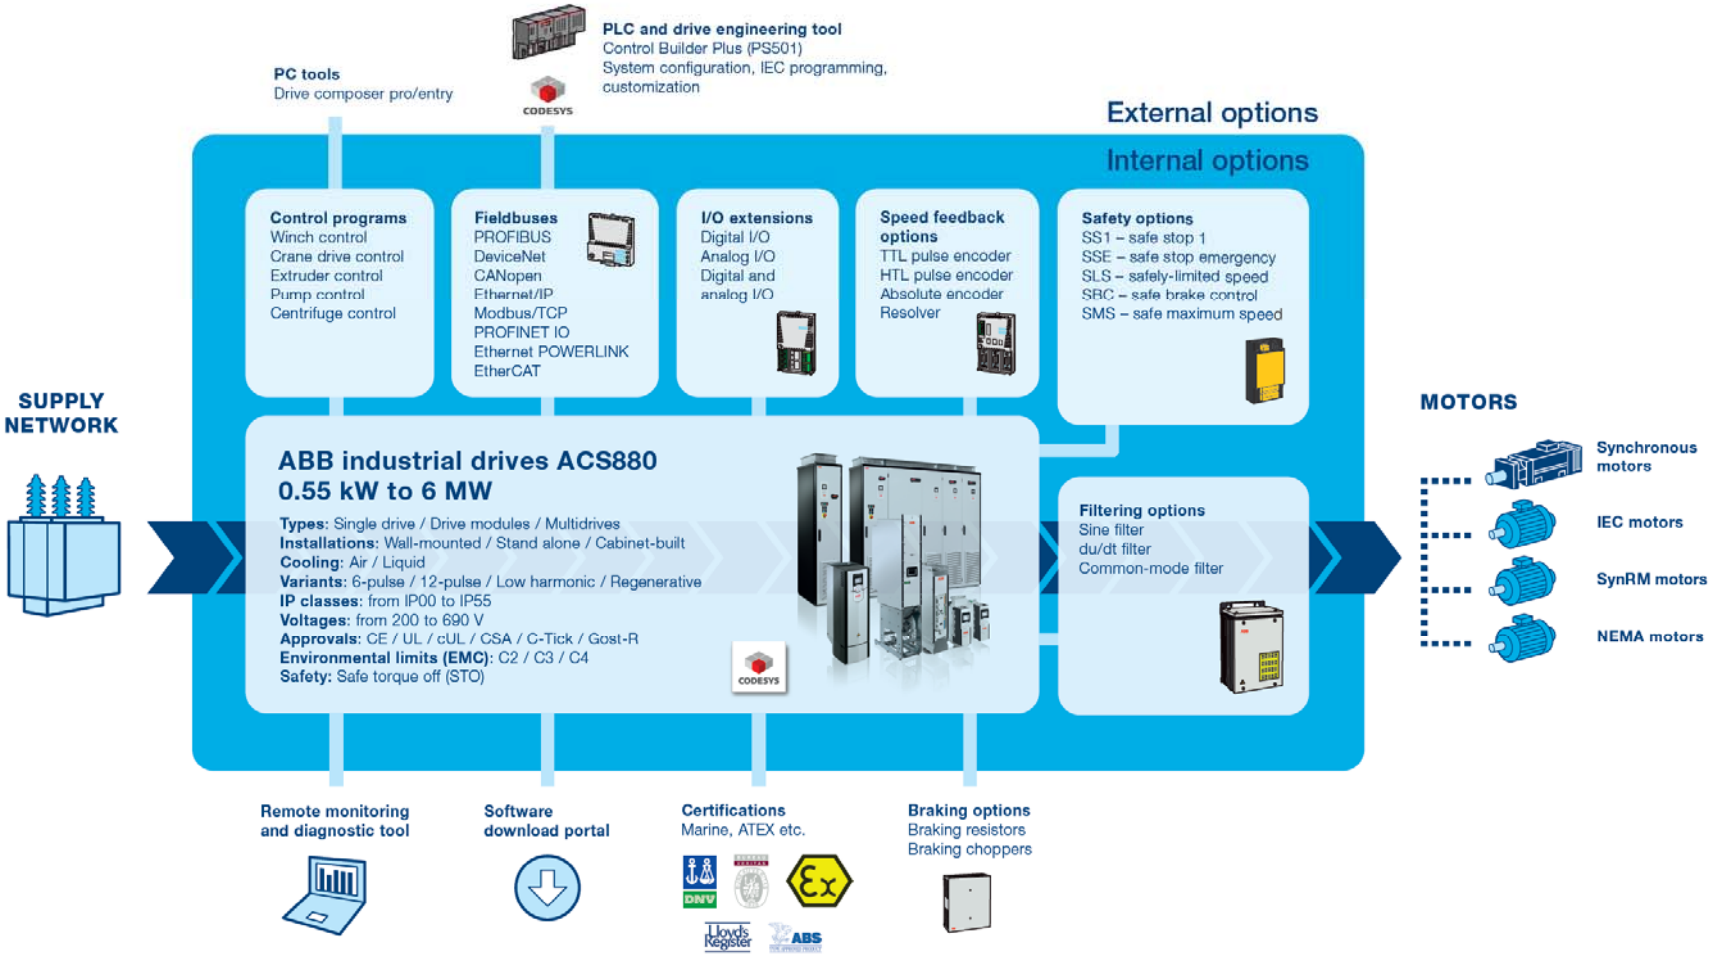 PLC and drive engineering tool
Control Builder Plus (PS501)
System configuration, IEC programming,
customization
PC tools
Drive composer pro/entry
CODESYS
External options
Internal options
Control programs
Winch control
Crane drive control
Extruder control
Pump control
Centrifuge control
Fieldbuses
PROFIBUS
DeviceNet
CANopen
Ethernet/IP
Modbus/TCP
PROFINET IO
Ethernet POWERLINK
EtherCAT
I/O extensions
Digital I/O
Analog I/O
Digital and
analog I/O
Speed feedback
options
TTL pulse encoder
HTL pulse encoder
Absolute encoder
Resolver
Safety options
SS1 – safe stop 1
SSE – safe stop emergency
SLS – safely-limited speed
SBC – safe brake control
SMS – safe maximum speed
SUPPLY
NETWORK
ABB industrial drives ACS880
0.55 kW to 6 MW
Types: Single drive / Drive modules / Multidrives
Installations: Wall-mounted / Stand alone / Cabinet-built
Cooling: Air / Liquid
Variants: 6-pulse / 12-pulse / Low harmonic / Regenerative
IP classes: from IP00 to IP55
Voltages: from 200 to 690 V
Approvals: CE / UL / cUL / CSA / C-Tick / Gost-R
Environmental limits (EMC): C2 / C3 / C4
Safety: Safe torque off (STO)
CODESYS
Filtering options
Sine filter
du/dt filter
Common-mode filter
MOTORS
Synchronous
motors
IEC motors
SynRM motors
NEMA motors
Remote monitoring
and diagnostic tool
Software
download portal
Certifications
Marine, ATEX etc.
DNV
Ex
Lloyd's
Register
ABS
Braking options
Braking resistors
Braking choppers